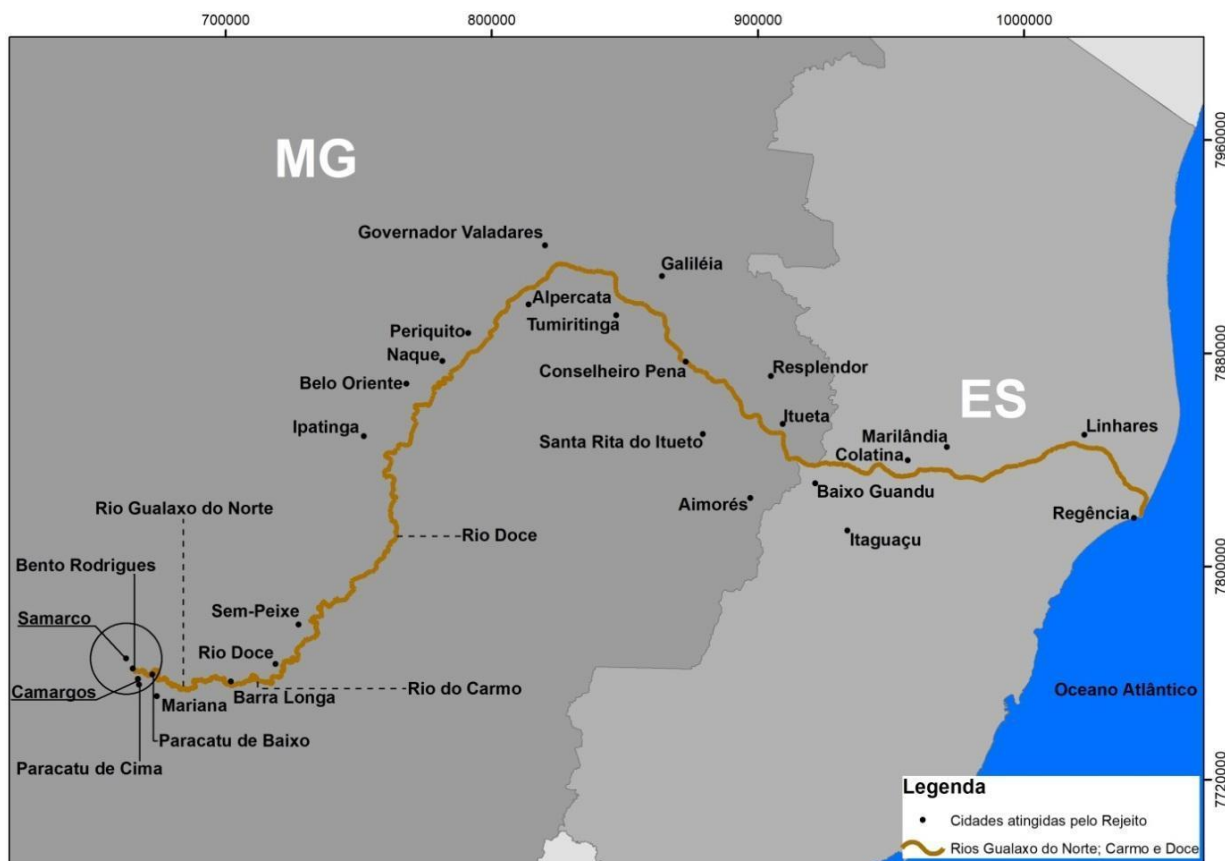 700000
800000
900000
1000000
MG
7960000
Governador Valadares
Galiléia
Alpercata
Tumiritinga
Periquito
Naque
7880000
Conselheiro Pena
Resplendor
Belo Oriente
ES
Itueta
Ipatinga
Linhares
Marilândia
Santa Rita do Itueto
Colatina
Baixo Guandu
Aimorés
Rio Gualaxo do Norte
Regência
Rio Doce
Itaguaçu
Bento Rodrigues
7800000
Sem-Peixe
Samarco
Rio Doce
Camargos
Rio do Carmo
Oceano Atlântico
Mariana
Barra Longa
Paracatu de Baixo
Paracatu de Cima
7720000
Legenda
Cidades atingidas pelo Rejeito
Rios Gualaxo do Norte; Carmo e Doce